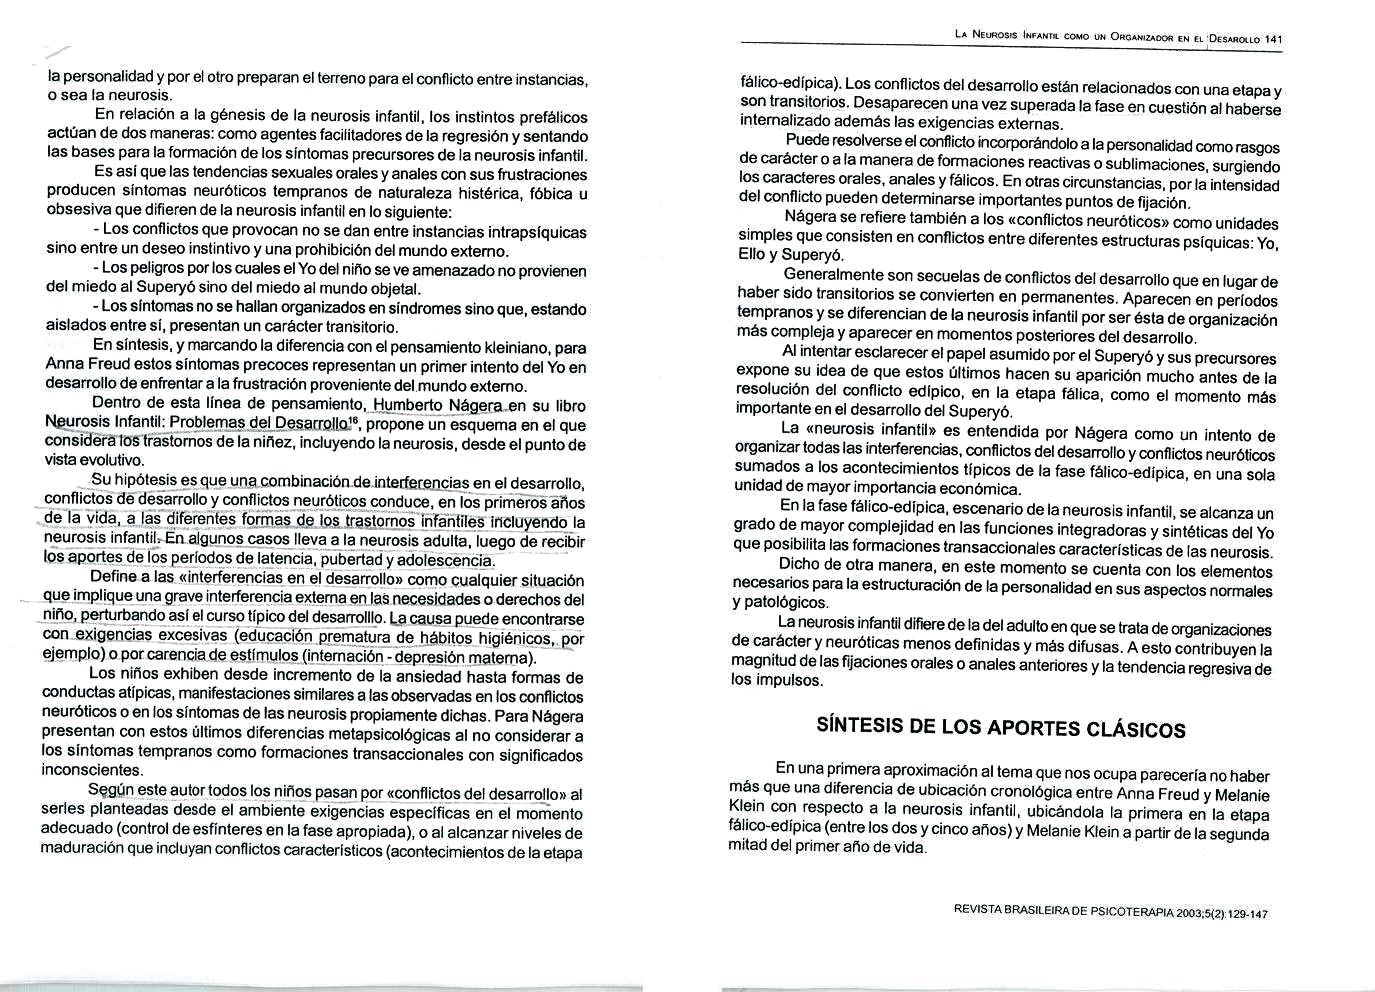 la personalidad y por el otro preparan el terreno para el conflicto entre instancias,
o sea la neurosis.
En relación a la génesis de la neurosis infantil, los instintos prefálicos
actúan de dos maneras: como agentes facilitadores de la regresión y sentando
las bases para la formación de los síntomas precursores de la neurosis infantil.
Es así que las tendencias sexuales orales y anales con sus frustraciones
producen síntomas neuróticos tempranos de naturaleza histérica, fóbica u
obsesiva que difieren de la neurosis infantil en lo siguiente:
- Los conflictos que provocan no se dan entre instancias intrapsíquicas
sino entre un deseo instintivo y una prohibición del mundo externo.
- Los peligros por los cuales el Yo del niño se ve amenazado no provienen
del miedo al Superyó sino del miedo al mundo objetal.
- Los síntomas no se hallan organizados en síndromes sino que, estando
aislados entre sí, presentan un carácter transitorio.
En síntesis, y marcando la diferencia con el pensamiento kleiniano, para
Anna Freud estos síntomas precoces representan un primer intento del Yo en
desarrollo de enfrentar a la frustración proveniente del mundo externo.
Dentro de esta línea de pensamiento, Humberto Nágera en su libro
Neurosis Infantil: Problemas del Desarrollo¹⁶, propone un esquema en el que
considera los trastornos de la niñez, incluyendo la neurosis, desde el punto de
vista evolutivo.
Su hipótesis es que una combinación de interferencias en el desarrollo,
conflictos de desarrollo y conflictos neuróticos conduce, en los primeros años
de la vida, a las diferentes formas de los trastornos infantiles incluyendo la
neurosis infantil. En algunos casos lleva a la neurosis adulta, luego de recibir
los aportes de los períodos de latencia, pubertad y adolescencia.
Define a las «interferencias en el desarrollo» como cualquier situación
que implique una grave interferencia externa en las necesidades o derechos del
niño, perturbando así el curso típico del desarrolllo. La causa puede encontrarse
con exigencias excesivas (educación prematura de hábitos higiénicos, por
ejemplo) o por carencia de estímulos (internación - depresión materna).
Los niños exhiben desde incremento de la ansiedad hasta formas de
conductas atípicas, manifestaciones similares a las observadas en los conflictos
neuróticos o en los síntomas de las neurosis propiamente dichas. Para Nágera
presentan con estos últimos diferencias metapsicológicas al no considerar a
los síntomas tempranos como formaciones transaccionales con significados
inconscientes.
Según este autor todos los niños pasan por «conflictos del desarrollo» al
serles planteadas desde el ambiente exigencias específicas en el momento
adecuado (control de esfínteres en la fase apropiada), o al alcanzar niveles de
maduración que incluyan conflictos característicos (acontecimientos de la etapa
LA NEUROSIS INFANTIL COMO UN ORGANIZADOR EN EL DESAROLLO 141
fálico-edípica). Los conflictos del desarrollo están relacionados con una etapa y
son transitorios. Desaparecen una vez superada la fase en cuestión al haberse
internalizado además las exigencias externas.
Puede resolverse el conflicto incorporándolo a la personalidad como rasgos
de carácter o a la manera de formaciones reactivas o sublimaciones, surgiendo
los caracteres orales, anales y fálicos. En otras circunstancias, por la intensidad
del conflicto pueden determinarse importantes puntos de fijación.
Nágera se refiere también a los «conflictos neuróticos» como unidades
simples que consisten en conflictos entre diferentes estructuras psíquicas: Yo,
Ello y Superyó.
Generalmente son secuelas de conflictos del desarrollo que en lugar de
haber sido transitorios se convierten en permanentes. Aparecen en períodos
tempranos y se diferencian de la neurosis infantil por ser ésta de organización
más compleja y aparecer en momentos posteriores del desarrollo.
Al intentar esclarecer el papel asumido por el Superyó y sus precursores
expone su idea de que estos últimos hacen su aparición mucho antes de la
resolución del conflicto edípico, en la etapa fálica, como el momento más
importante en el desarrollo del Superyó.
La «neurosis infantil» es entendida por Nágera como un intento de
organizar todas las interferencias, conflictos del desarrollo y conflictos neuróticos
sumados a los acontecimientos típicos de la fase fálico-edípica, en una sola
unidad de mayor importancia económica.
En la fase fálico-edípica, escenario de la neurosis infantil, se alcanza un
grado de mayor complejidad en las funciones integradoras y sintéticas del Yo
que posibilita las formaciones transaccionales características de las neurosis.
Dicho de otra manera, en este momento se cuenta con los elementos
necesarios para la estructuración de la personalidad en sus aspectos normales
y patológicos.
La neurosis infantil difiere de la del adulto en que se trata de organizaciones
de carácter y neuróticas menos definidas y más difusas. A esto contribuyen la
magnitud de las fijaciones orales o anales anteriores y la tendencia regresiva de
los impulsos.
SÍNTESIS DE LOS APORTES CLÁSICOS
En una primera aproximación al tema que nos ocupa parecería no haber
más que una diferencia de ubicación cronológica entre Anna Freud y Melanie
Klein con respecto a la neurosis infantil, ubicándola la primera en la etapa
fálico-edípica (entre los dos y cinco años) y Melanie Klein a partir de la segunda
mitad del primer año de vida.
REVISTA BRASILEIRA DE PSICOTERAPIA 2003;5(2):129-147